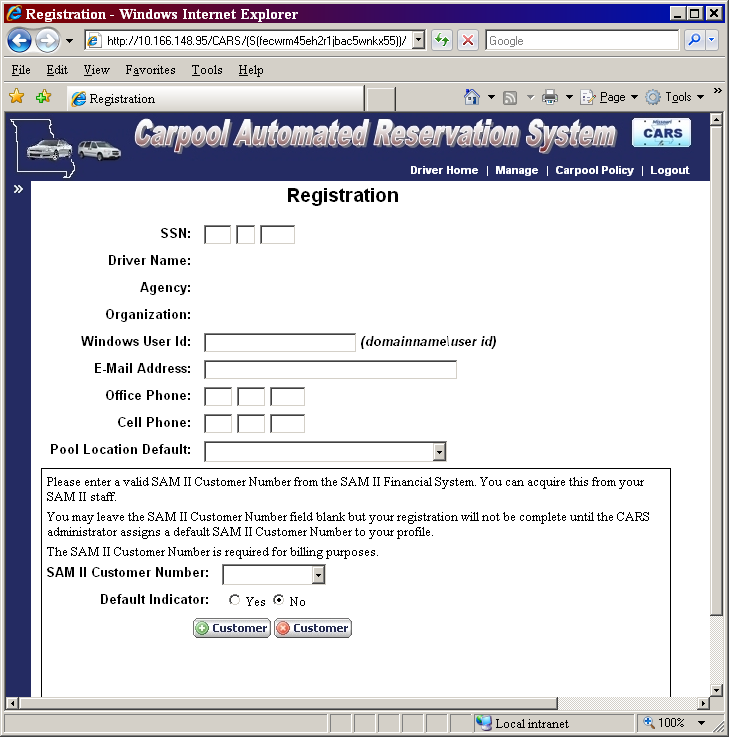 Registration - Windows Internet Explorer
http://10.166.148.95/CARS/(S(fecwrm45eh2r1jbac5wnkx55))/
Google
File Edit View Favorites Tools Help
Registration
Page Tools
Carpool Automated Reservation System
CARS
Driver Home | Manage | Carpool Policy | Logout
Registration
SSN:
Driver Name:
Agency:
Organization:
Windows User Id: (domainname\user id)
E-Mail Address:
Office Phone:
Cell Phone:
Pool Location Default:
Please enter a valid SAM II Customer Number from the SAM II Financial System. You can acquire this from your
SAM II staff.
You may leave the SAM II Customer Number field blank but your registration will not be complete until the CARS
administrator assigns a default SAM II Customer Number to your profile.
The SAM II Customer Number is required for billing purposes.
SAM II Customer Number:
Default Indicator: Yes No
Customer Customer
Local intranet 100%